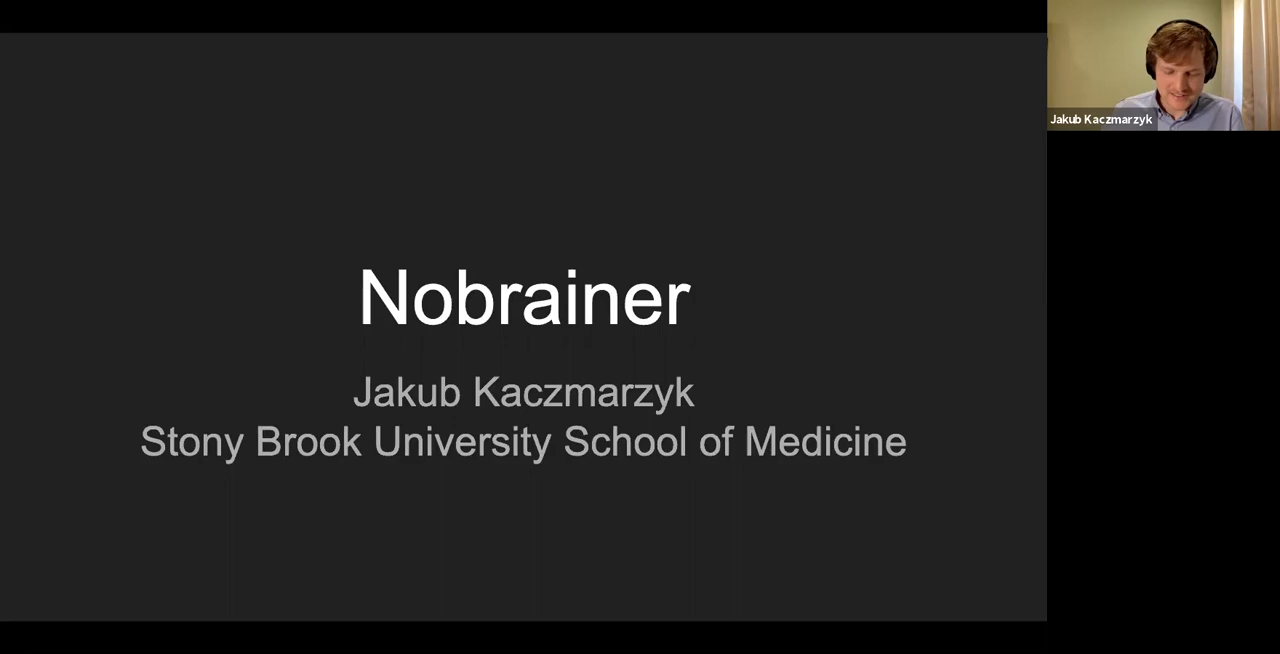 Nobrainer
Jakub Kaczmarzyk
Stony Brook University School of Medicine
Jakub Kaczmarzyk